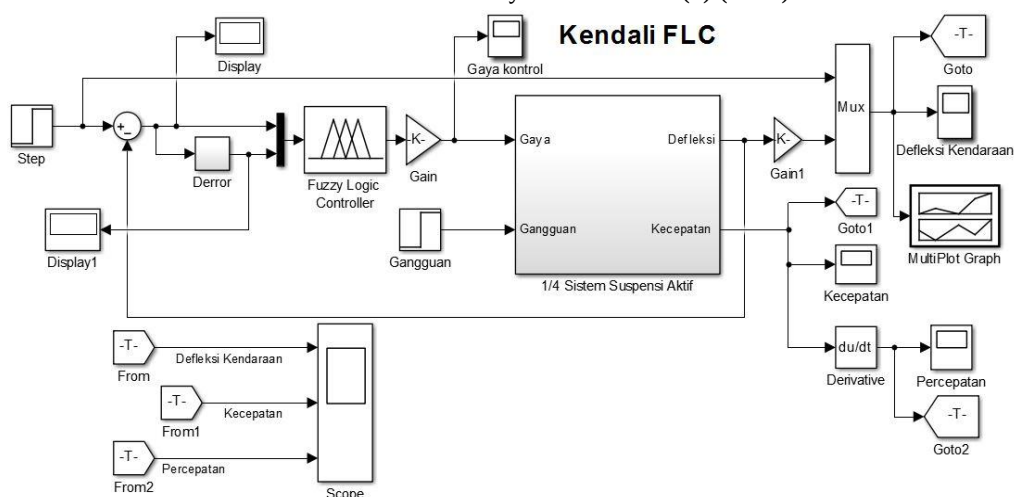 Kendali FLC
Display
Gaya kontrol
-T-
Goto
Step
+
-
Derror
Fuzzy Logic
Controller
-K-
Gain
Gaya
Defleksi
Gangguan
Kecepatan
1/4 Sistem Suspensi Aktif
-K-
Gain1
Mux
Defleksi Kendaraan
Display1
Gangguan
-T-
Goto1
MultiPlot Graph
Kecepatan
-T-
From
Defleksi Kendaraan
-T-
From1
Kecepatan
-T-
From2
Percepatan
Scope
du/dt
Derivative
Percepatan
-T-
Goto2